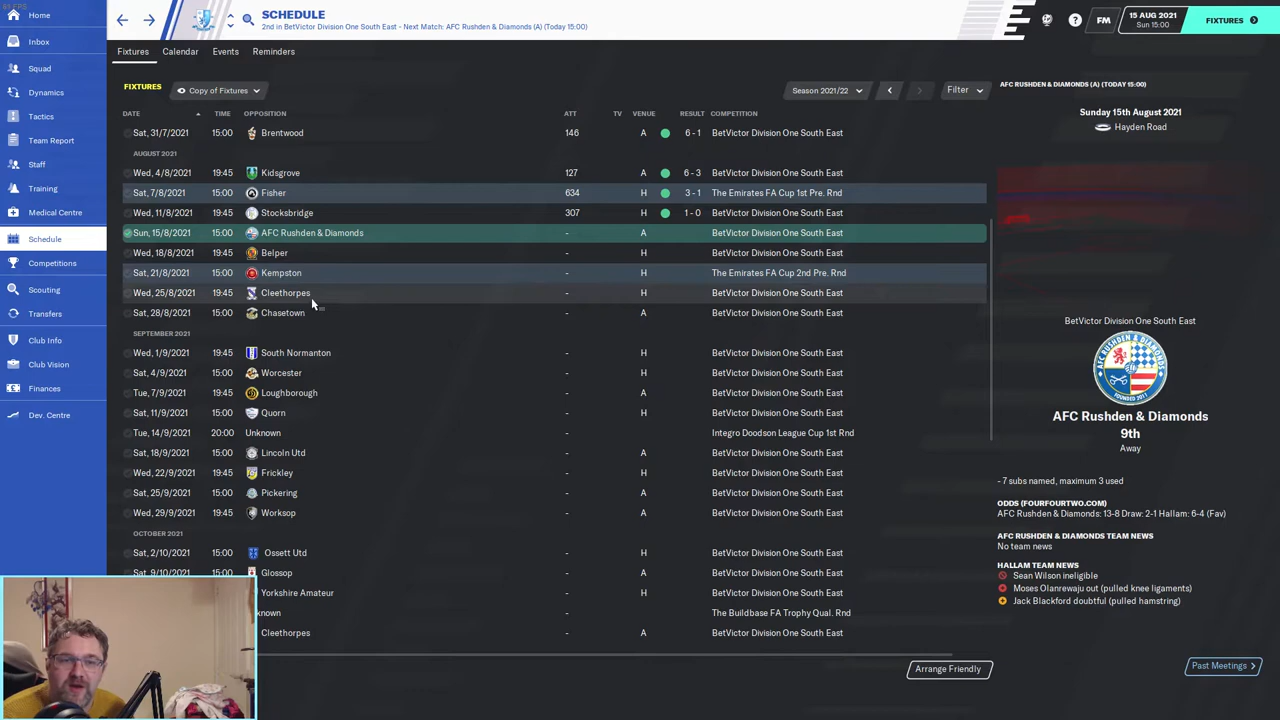 89 FPS
Home
SCHEDULE
2nd in BetVictor Division One South East - Next Match: AFC Rushden & Diamonds (A) (Today 15:00)
FM
15 AUG 2021
Sun 15:00
FIXTURES
Inbox
Squad
Dynamics
Tactics
Team Report
Staff
Training
Medical Centre
Schedule
Competitions
Scouting
Transfers
Club Info
Club Vision
Finances
Dev. Centre
Fixtures Calendar Events Reminders
FIXTURES Copy of Fixtures Season 2021/22 Filter
DATE TIME OPPOSITION ATT TV VENUE RESULT COMPETITION
Sat, 31/7/2021 15:00 Brentwood 146 A 6 - 1 BetVictor Division One South East
AUGUST 2021
Wed, 4/8/2021 19:45 Kidsgrove 127 A 6 - 3 BetVictor Division One South East
Sat, 7/8/2021 15:00 Fisher 634 H 3 - 1 The Emirates FA Cup 1st Pre. Rnd
Wed, 11/8/2021 19:45 Stocksbridge 307 H 1 - 0 BetVictor Division One South East
Sun, 15/8/2021 15:00 AFC Rushden & Diamonds - A BetVictor Division One South East
Wed, 18/8/2021 19:45 Belper - H BetVictor Division One South East
Sat, 21/8/2021 15:00 Kempston - H The Emirates FA Cup 2nd Pre. Rnd
Wed, 25/8/2021 19:45 Cleethorpes - H BetVictor Division One South East
Sat, 28/8/2021 15:00 Chasetown - A BetVictor Division One South East
SEPTEMBER 2021
Wed, 1/9/2021 19:45 South Normanton - H BetVictor Division One South East
Sat, 4/9/2021 15:00 Worcester - H BetVictor Division One South East
Tue, 7/9/2021 19:45 Loughborough - A BetVictor Division One South East
Sat, 11/9/2021 15:00 Quorn - H BetVictor Division One South East
Tue, 14/9/2021 20:00 Unknown - Integro Doodson League Cup 1st Rnd
Sat, 18/9/2021 15:00 Lincoln Utd - A BetVictor Division One South East
Wed, 22/9/2021 19:45 Frickley - H BetVictor Division One South East
Sat, 25/9/2021 15:00 Pickering - A BetVictor Division One South East
Wed, 29/9/2021 19:45 Worksop - A BetVictor Division One South East
OCTOBER 2021
Sat, 2/10/2021 15:00 Ossett Utd - H BetVictor Division One South East
Sat, 9/10/2021 15:00 Glossop - A BetVictor Division One South East
Yorkshire Amateur - H BetVictor Division One South East
known - The Buildbase FA Trophy Qual. Rnd
Cleethorpes - A BetVictor Division One South East
Arrange Friendly
AFC RUSHDEN & DIAMONDS (A) (TODAY 15:00)
Sunday 15th August 2021
Hayden Road
BetVictor Division One South East
AFC RUSHDEN & DIAMONDS
FOUNDED 2011
AFC Rushden & Diamonds
9th
Away
- 7 subs named, maximum 3 used
ODDS (FOURFOURTWO.COM)
AFC Rushden & Diamonds: 13-8 Draw: 2-1 Hallam: 6-4 (Fav)
AFC RUSHDEN & DIAMONDS TEAM NEWS
No team news
HALLAM TEAM NEWS
Sean Wilson ineligible
Moses Olanrewaju out (pulled knee ligaments)
Jack Blackford doubtful (pulled hamstring)
Past Meetings